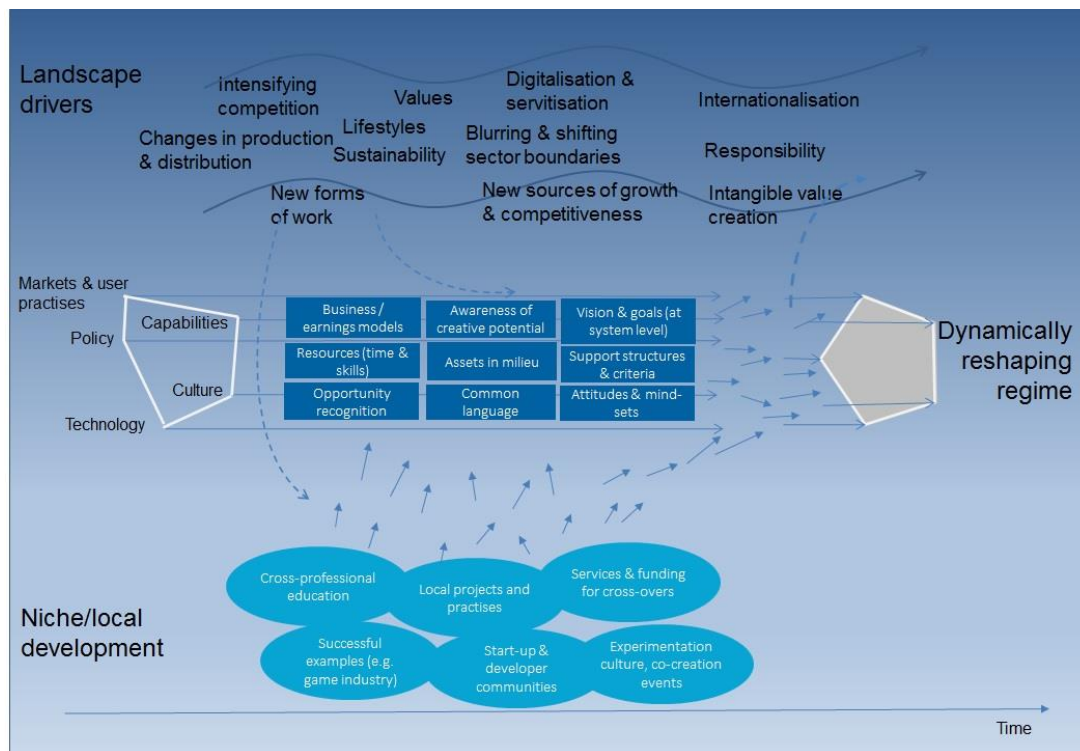 Landscape
drivers
Intensifying
competition
Values
Digitalisation &
servitisation
Internationalisation
Changes in production
& distribution
Lifestyles
Sustainability
Blurring & shifting
sector boundaries
Responsibility
New forms
of work
New sources of growth
& competitiveness
Intangible value
creation
Markets & user
practises
Capabilities
Policy
Culture
Technology
Business /
earnings models
Awareness of
creative potential
Vision & goals (at
system level)
Resources (time &
skills)
Assets in milieu
Support structures
& criteria
Opportunity
recognition
Common
language
Attitudes & mind-
sets
Dynamically
reshaping
regime
Niche/local
development
Cross-professional
education
Local projects and
practises
Services & funding
for cross-overs
Successful
examples (e.g.
game industry)
Start-up &
developer
communities
Experimentation
culture, co-creation
events
Time